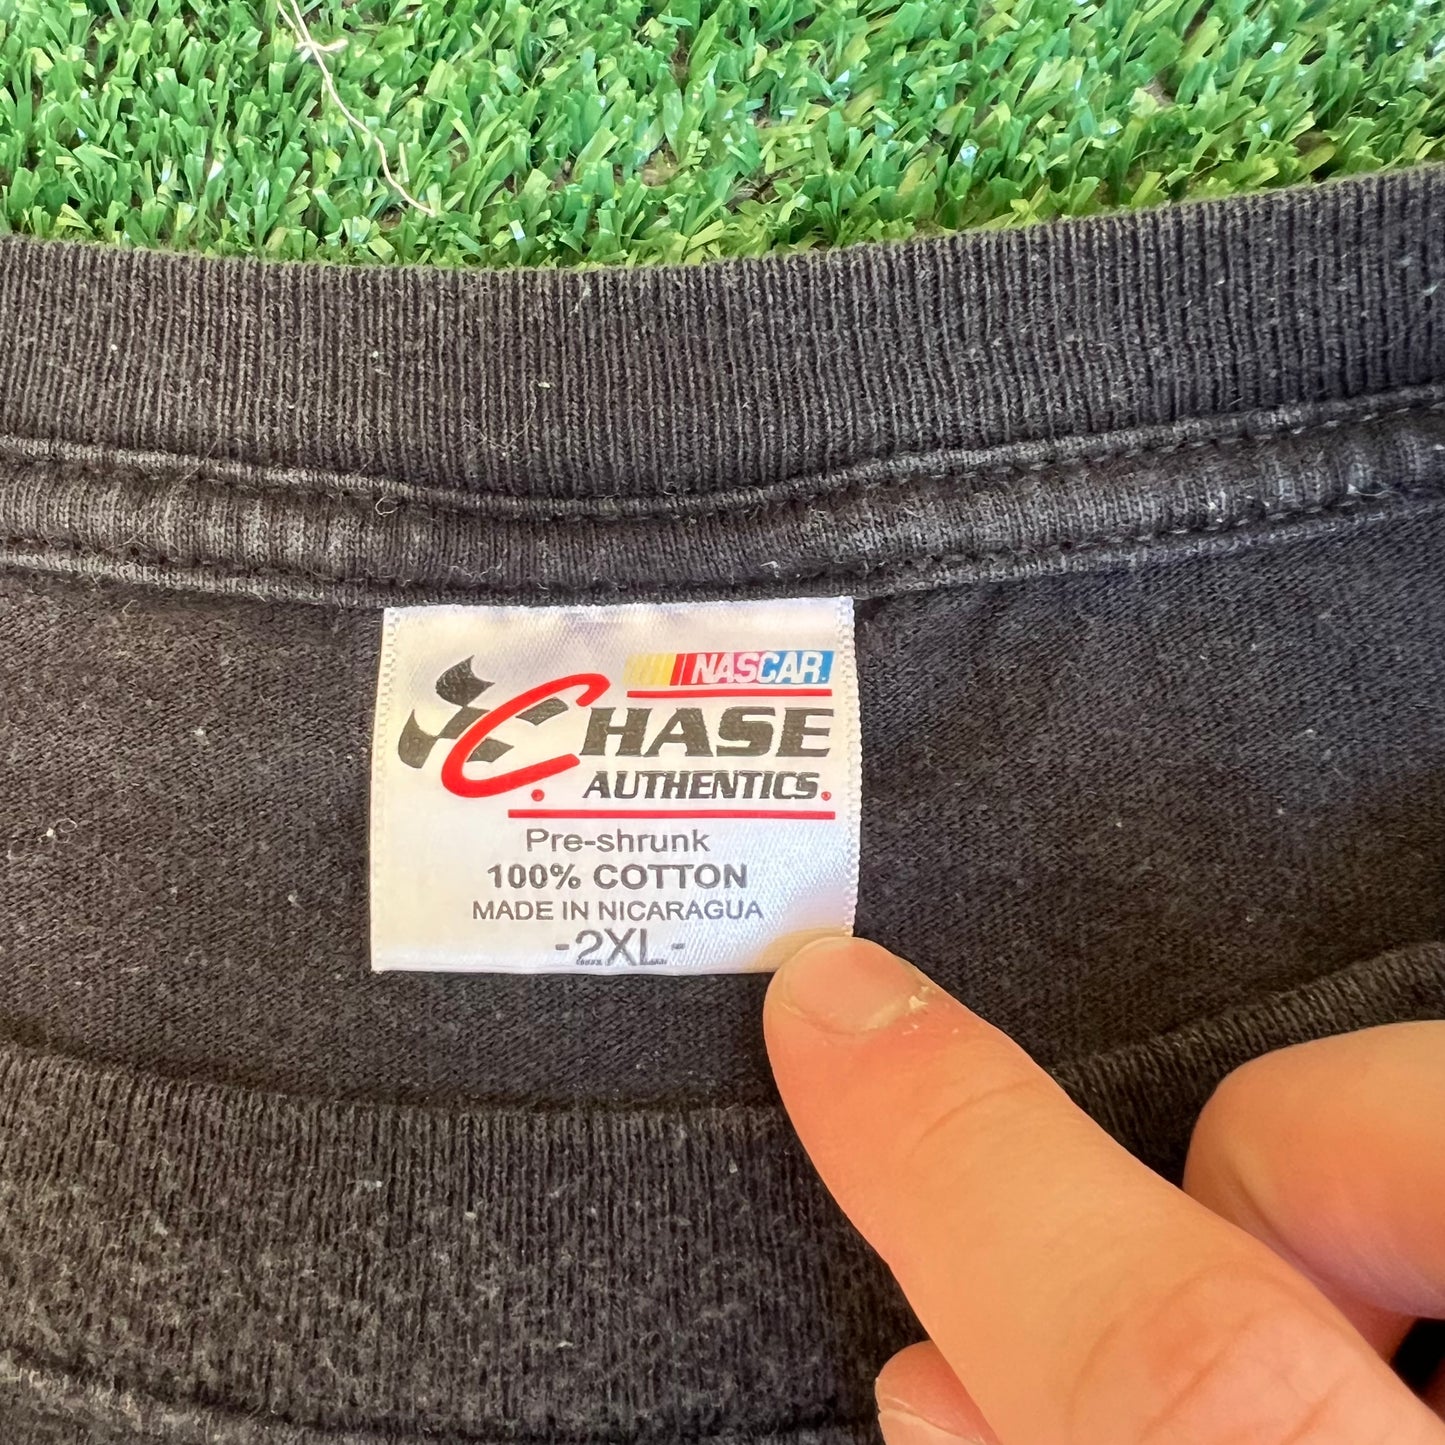 NASCAR.
CHASE
AUTHENTICS.
Pre-shrunk
100% COTTON
MADE IN NICARAGUA
-2XL-